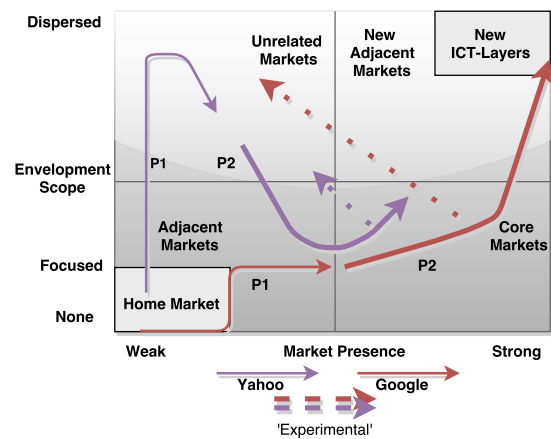 Dispersed
Unrelated
Markets
New
Adjacent
Markets
New
ICT-Layers
P1
P2
Envelopment
Scope
Adjacent
Markets
Core
Markets
Focused
P1
P2
Home Market
None
Weak
Market Presence
Strong
Yahoo
Google
'Experimental'